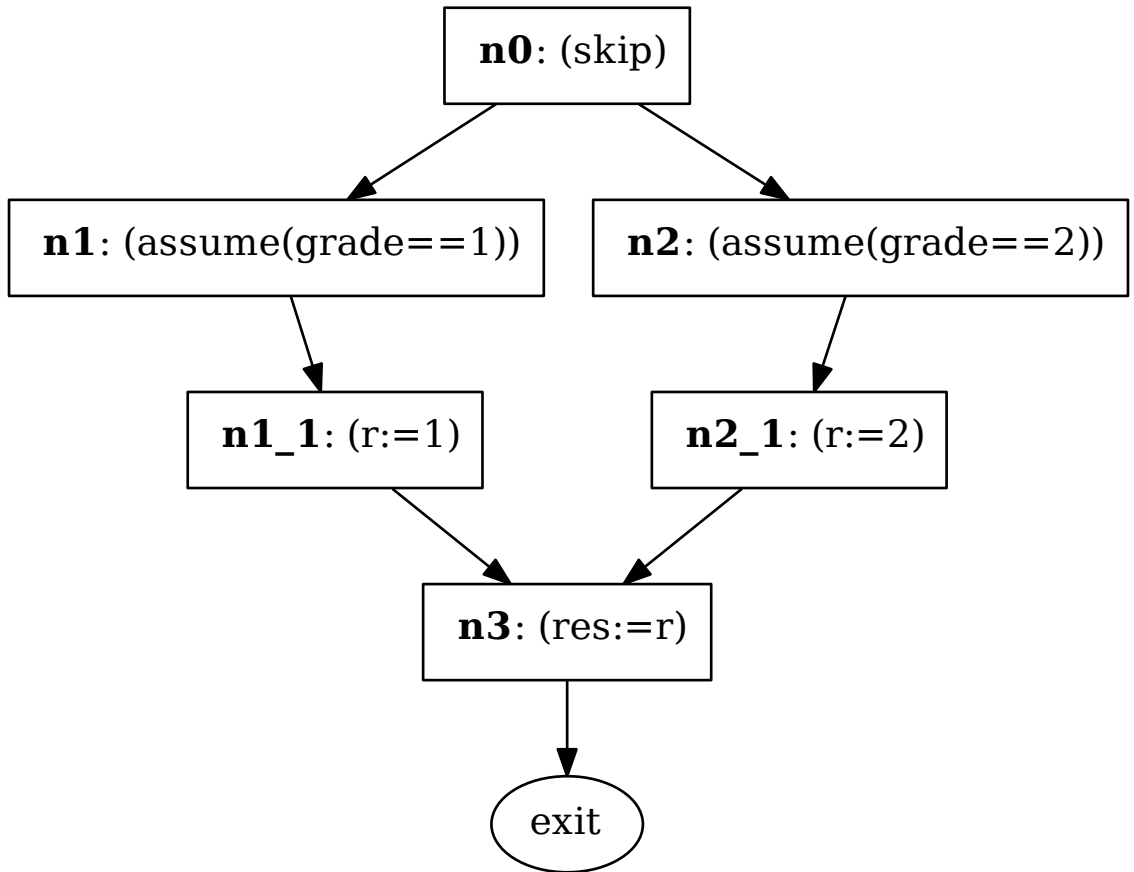 n0: (skip)
n1: (assume(grade==1))
n2: (assume(grade==2))
n1_1: (r:=1)
n2_1: (r:=2)
n3: (res:=r)
exit